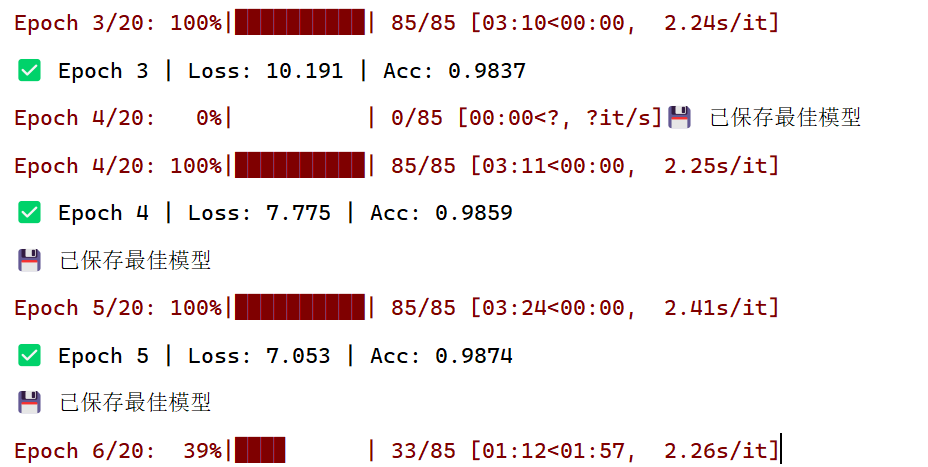 Epoch 3/20: 100%|██████████| 85/85 [03:10<00:00,  2.24s/it]
✅ Epoch 3 | Loss: 10.191 | Acc: 0.9837
Epoch 4/20:   0%|          | 0/85 [00:00<?, ?it/s]💾 已保存最佳模型
Epoch 4/20: 100%|██████████| 85/85 [03:11<00:00,  2.25s/it]
✅ Epoch 4 | Loss: 7.775 | Acc: 0.9859
💾 已保存最佳模型
Epoch 5/20: 100%|██████████| 85/85 [03:24<00:00,  2.41s/it]
✅ Epoch 5 | Loss: 7.053 | Acc: 0.9874
💾 已保存最佳模型
Epoch 6/20:  39%|████      | 33/85 [01:12<01:57,  2.26s/it]